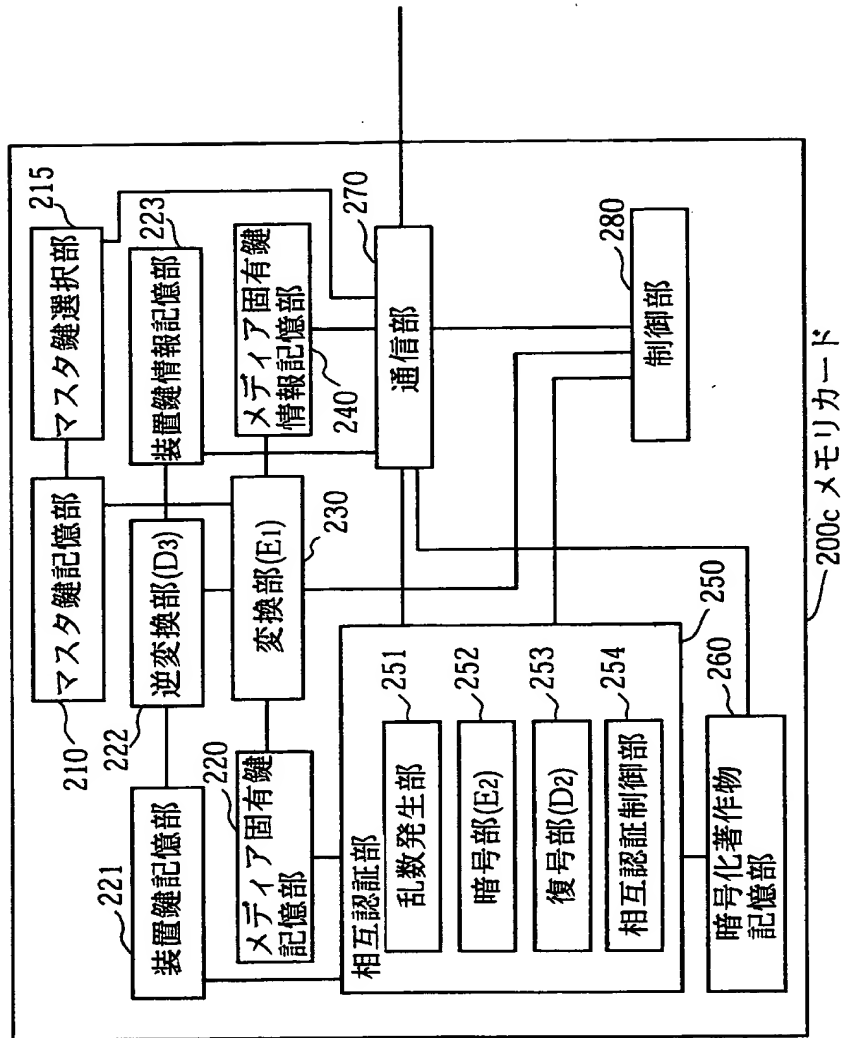 マスタ鍵選択部
215
マスタ鍵記憶部
210
装置鍵情報記憶部
223
逆変換部(D3)
222
装置鍵記憶部
221
メディア固有鍵
情報記憶部
240
変換部(E1)
230
メディア固有鍵
記憶部
220
通信部
270
制御部
280
相互認証部
250
乱数発生部
251
暗号部(E2)
252
復号部(D2)
253
相互認証制御部
254
暗号化著作物
記憶部
260
200c メモリカード